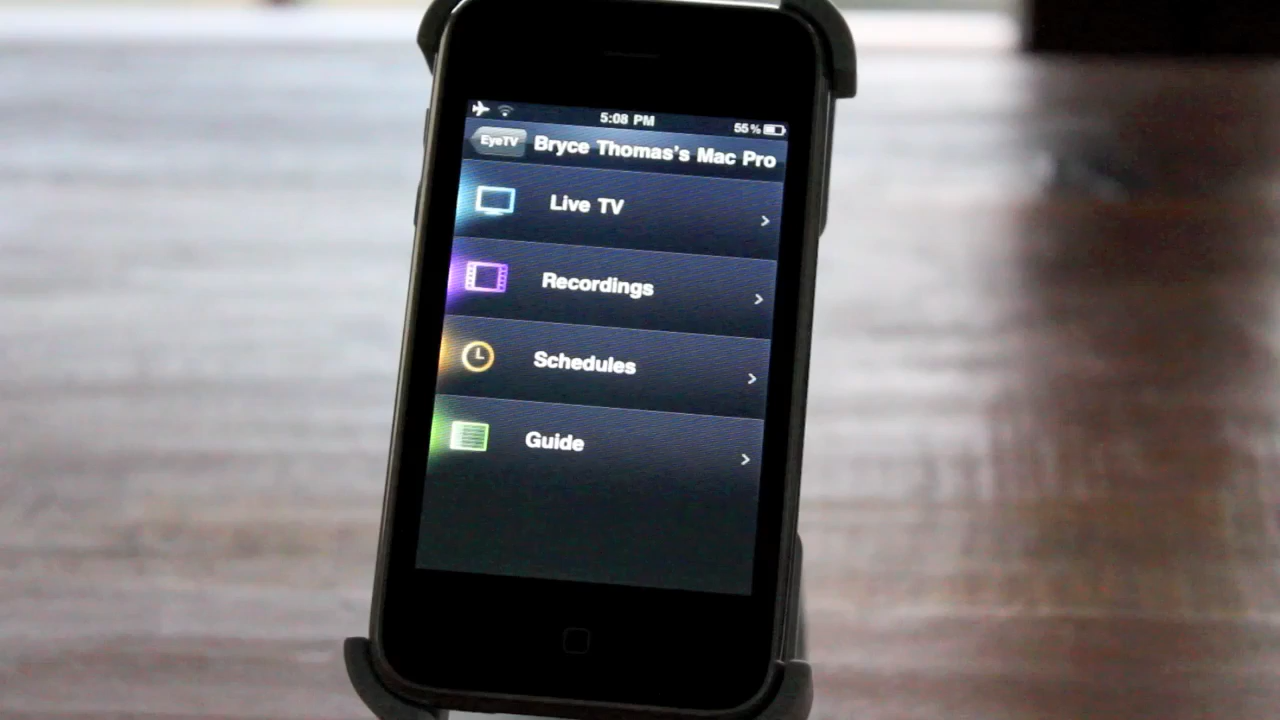 5:08 PM
55%
EyeTV
Bryce Thomas's Mac Pro
Live TV
Recordings
Schedules
Guide